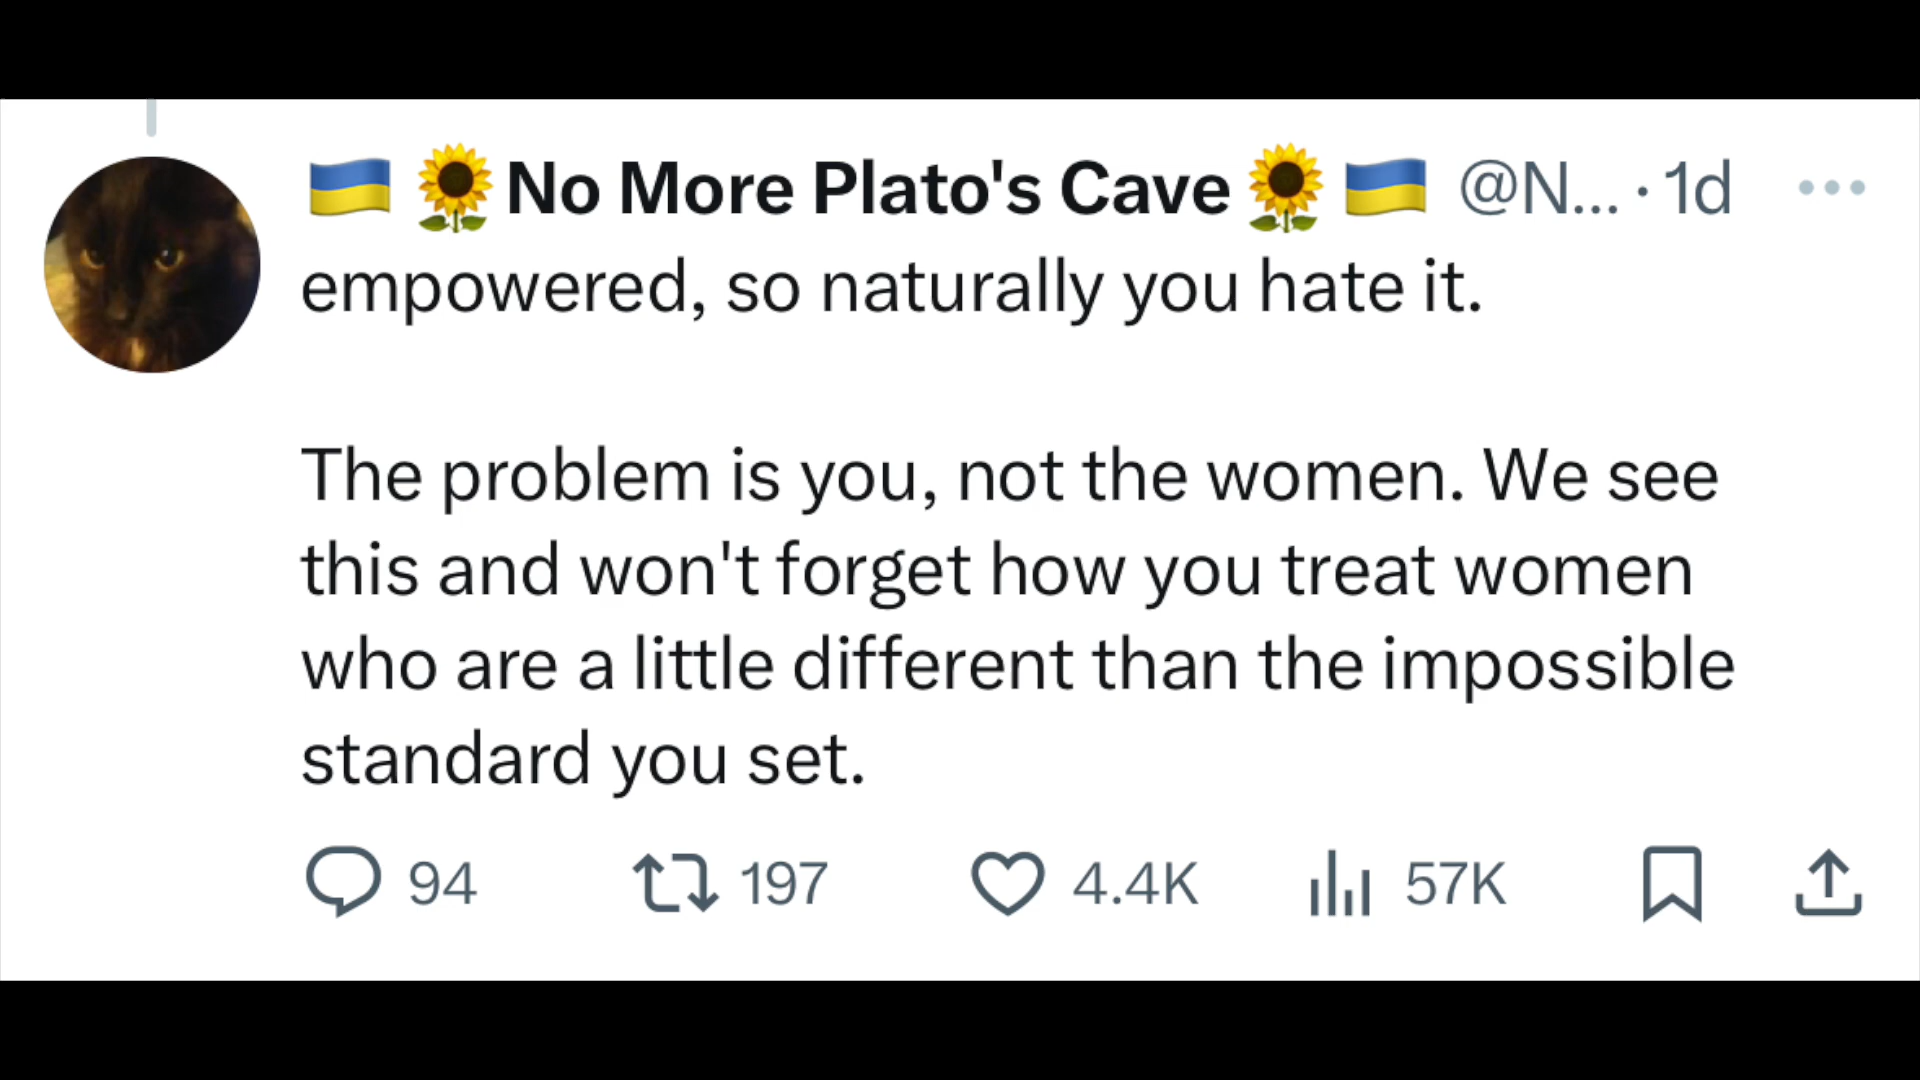 🇺🇦 🌻No More Plato's Cave🌻 🇺🇦 @N... · 1d
empowered, so naturally you hate it.
The problem is you, not the women. We see
this and won't forget how you treat women
who are a little different than the impossible
standard you set.
94 197 4.4K 57K